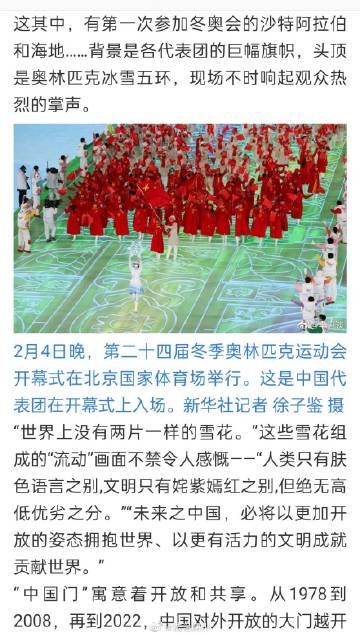 这其中，有第一次参加冬奥会的沙特阿拉伯
和海地……背景是各代表团的巨幅旗帜，头顶
是奥林匹克冰雪五环，现场不时响起观众热
烈的掌声。
2月4日晚，第二十四届冬季奥林匹克运动会
开幕式在北京国家体育场举行。这是中国代
表团在开幕式上入场。新华社记者 徐子鉴 摄
“世界上没有两片一样的雪花。”这些雪花组
成的“流动”画面不禁令人感慨——“人类只有肤
色语言之别,文明只有姹紫嫣红之别,但绝无高
低优劣之分。”“未来之中国，必将以更加开
放的姿态拥抱世界、以更有活力的文明成就
贡献世界。”
“中国门”寓意着开放和共享。从1978到
2008，再到2022，中国对外开放的大门越开